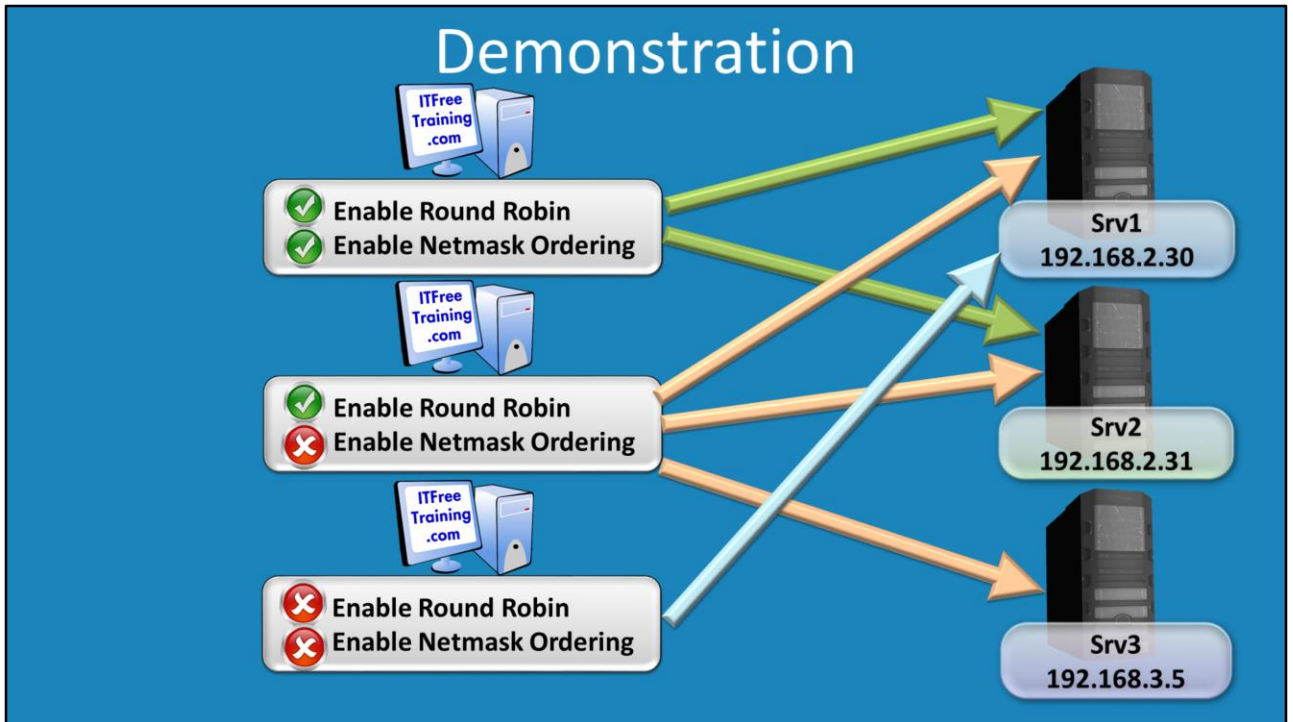 Demonstration
ITFree
Training
.com
Enable Round Robin
Enable Netmask Ordering
Srv1
192.168.2.30
ITFree
Training
.com
Enable Round Robin
Enable Netmask Ordering
Srv2
192.168.2.31
ITFree
Training
.com
Enable Round Robin
Enable Netmask Ordering
Srv3
192.168.3.5